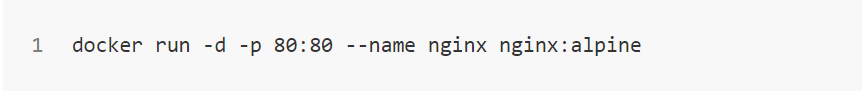 1 docker run -d -p 80:80 --name nginx nginx:alpine